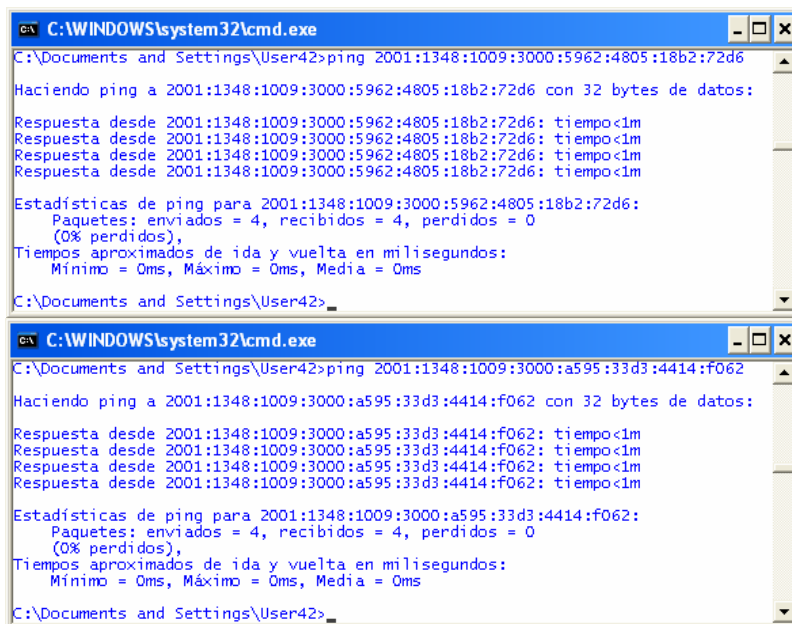 C:\WINDOWS\system32\cmd.exe
C:\Documents and Settings\User42>ping 2001:1348:1009:3000:5962:4805:18b2:72d6
Haciendo ping a 2001:1348:1009:3000:5962:4805:18b2:72d6 con 32 bytes de datos:
Respuesta desde 2001:1348:1009:3000:5962:4805:18b2:72d6: tiempo<1m
Respuesta desde 2001:1348:1009:3000:5962:4805:18b2:72d6: tiempo<1m
Respuesta desde 2001:1348:1009:3000:5962:4805:18b2:72d6: tiempo<1m
Respuesta desde 2001:1348:1009:3000:5962:4805:18b2:72d6: tiempo<1m
Estadísticas de ping para 2001:1348:1009:3000:5962:4805:18b2:72d6:
Paquetes: enviados = 4, recibidos = 4, perdidos = 0
(0% perdidos),
Tiempos aproximados de ida y vuelta en milisegundos:
Mínimo = 0ms, Máximo = 0ms, Media = 0ms
C:\Documents and Settings\User42>_
C:\WINDOWS\system32\cmd.exe
C:\Documents and Settings\User42>ping 2001:1348:1009:3000:a595:33d3:4414:f062
Haciendo ping a 2001:1348:1009:3000:a595:33d3:4414:f062 con 32 bytes de datos:
Respuesta desde 2001:1348:1009:3000:a595:33d3:4414:f062: tiempo<1m
Respuesta desde 2001:1348:1009:3000:a595:33d3:4414:f062: tiempo<1m
Respuesta desde 2001:1348:1009:3000:a595:33d3:4414:f062: tiempo<1m
Respuesta desde 2001:1348:1009:3000:a595:33d3:4414:f062: tiempo<1m
Estadísticas de ping para 2001:1348:1009:3000:a595:33d3:4414:f062:
Paquetes: enviados = 4, recibidos = 4, perdidos = 0
(0% perdidos),
Tiempos aproximados de ida y vuelta en milisegundos:
Mínimo = 0ms, Máximo = 0ms, Media = 0ms
C:\Documents and Settings\User42>_